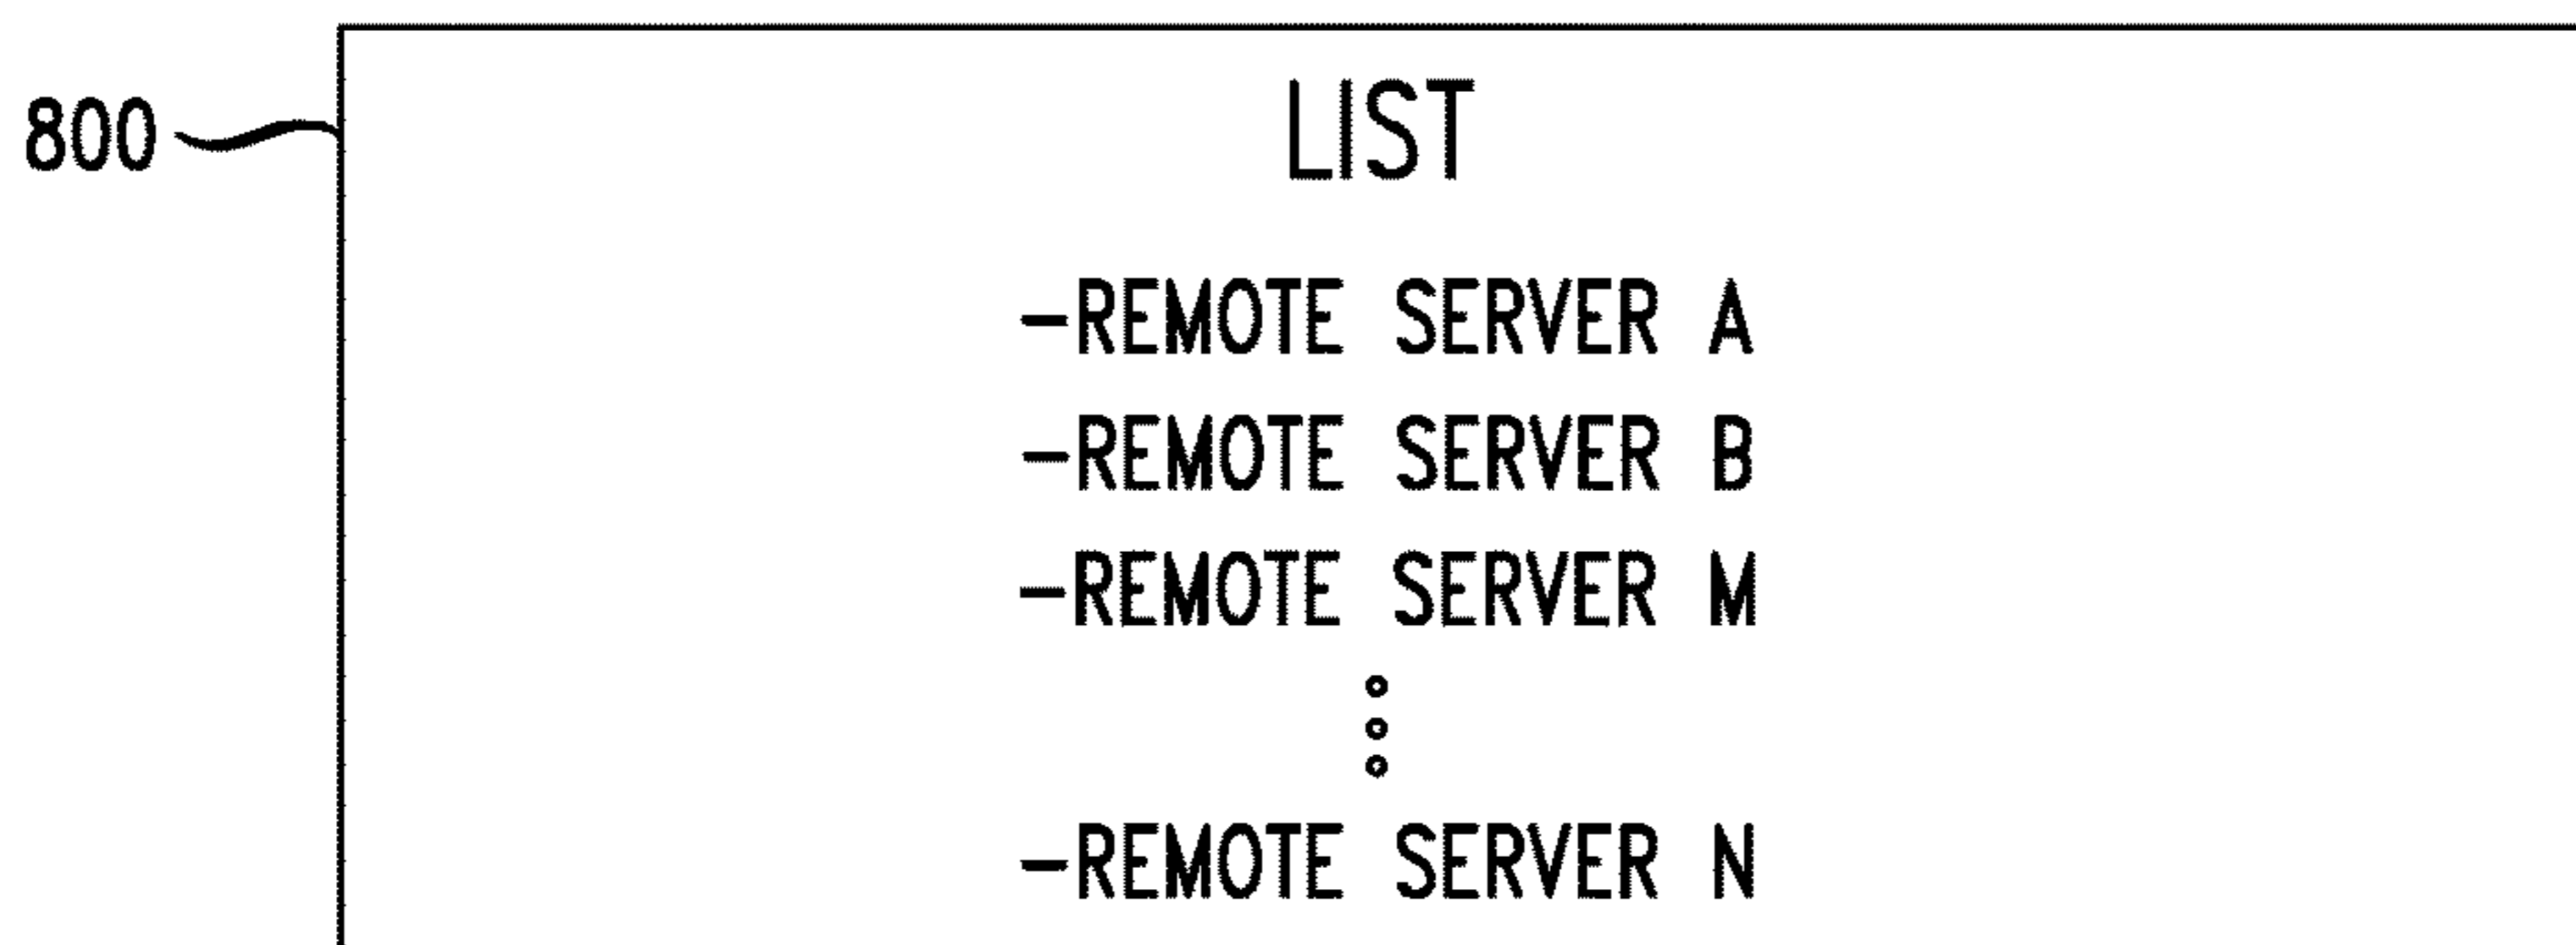 800
LIST
-REMOTE SERVER A
-REMOTE SERVER B
-REMOTE SERVER M
-REMOTE SERVER N